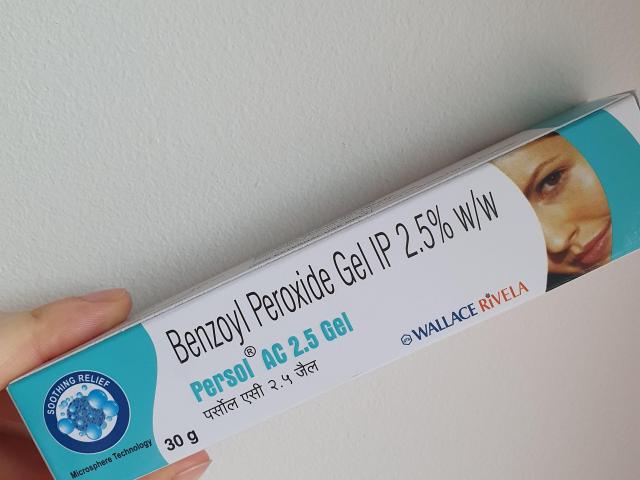 Benzoyl Peroxide Gel IP 2.5% w/w
Persol® AC 2.5 Gel
पर्सोल एसी २.५ जैल
WALLACE RIVELA
SOOTHING RELIEF
Microsphere Technology
30 g